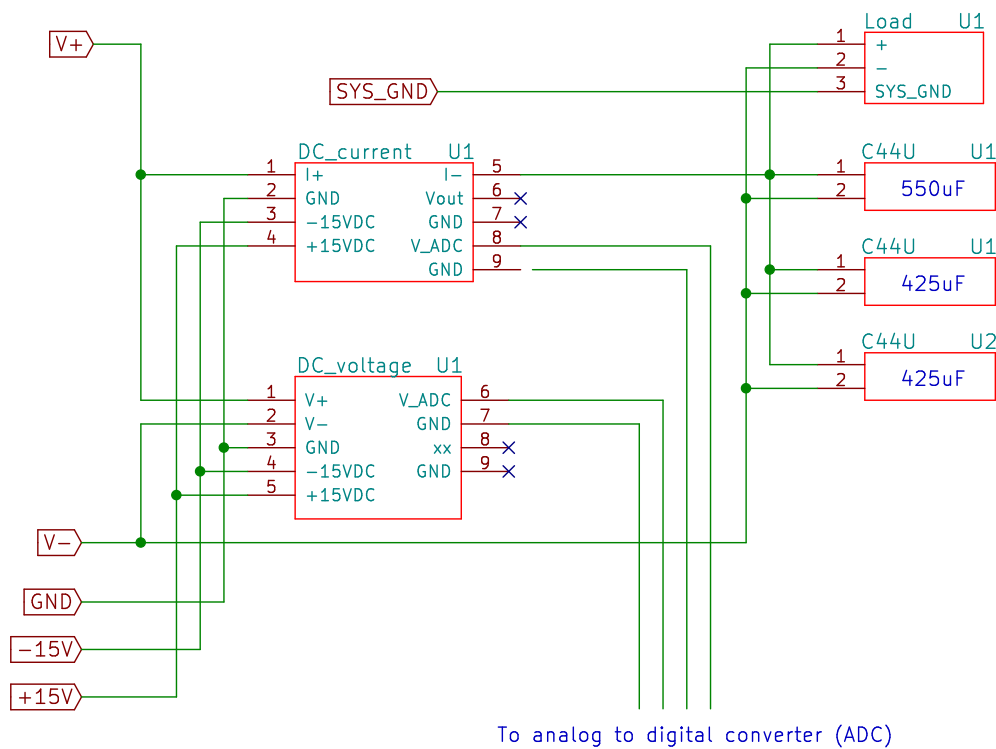 Load U1
V+
1 +
2 -
3 SYS_GND
SYS_GND
DC_current U1
1 I+ I- 5
2 GND Vout 6
3 -15VDC GND 7
4 +15VDC V_ADC 8
GND 9
C44U U1
1
2
550uF
C44U U1
1
2
425uF
C44U U2
1
2
425uF
DC_voltage U1
1 V+ V_ADC 6
2 V- GND 7
3 GND xx 8
4 -15VDC GND 9
5 +15VDC
V-
GND
-15V
+15V
To analog to digital converter (ADC)